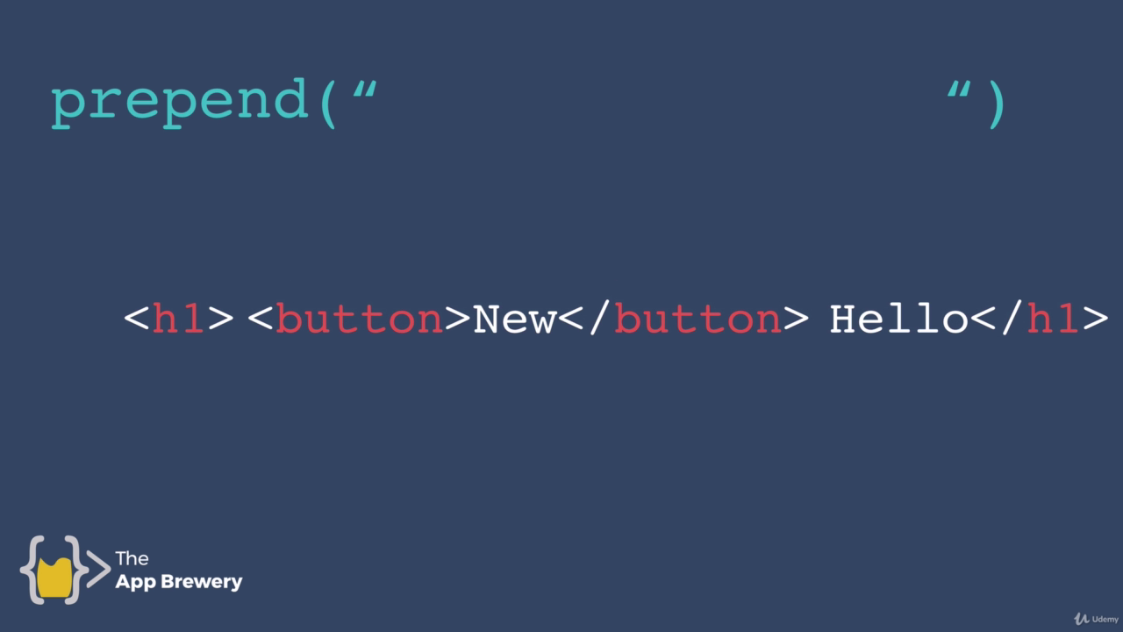 prepend(“ “)
<h1><button>New</button> Hello</h1>
The
App Brewery
Udemy